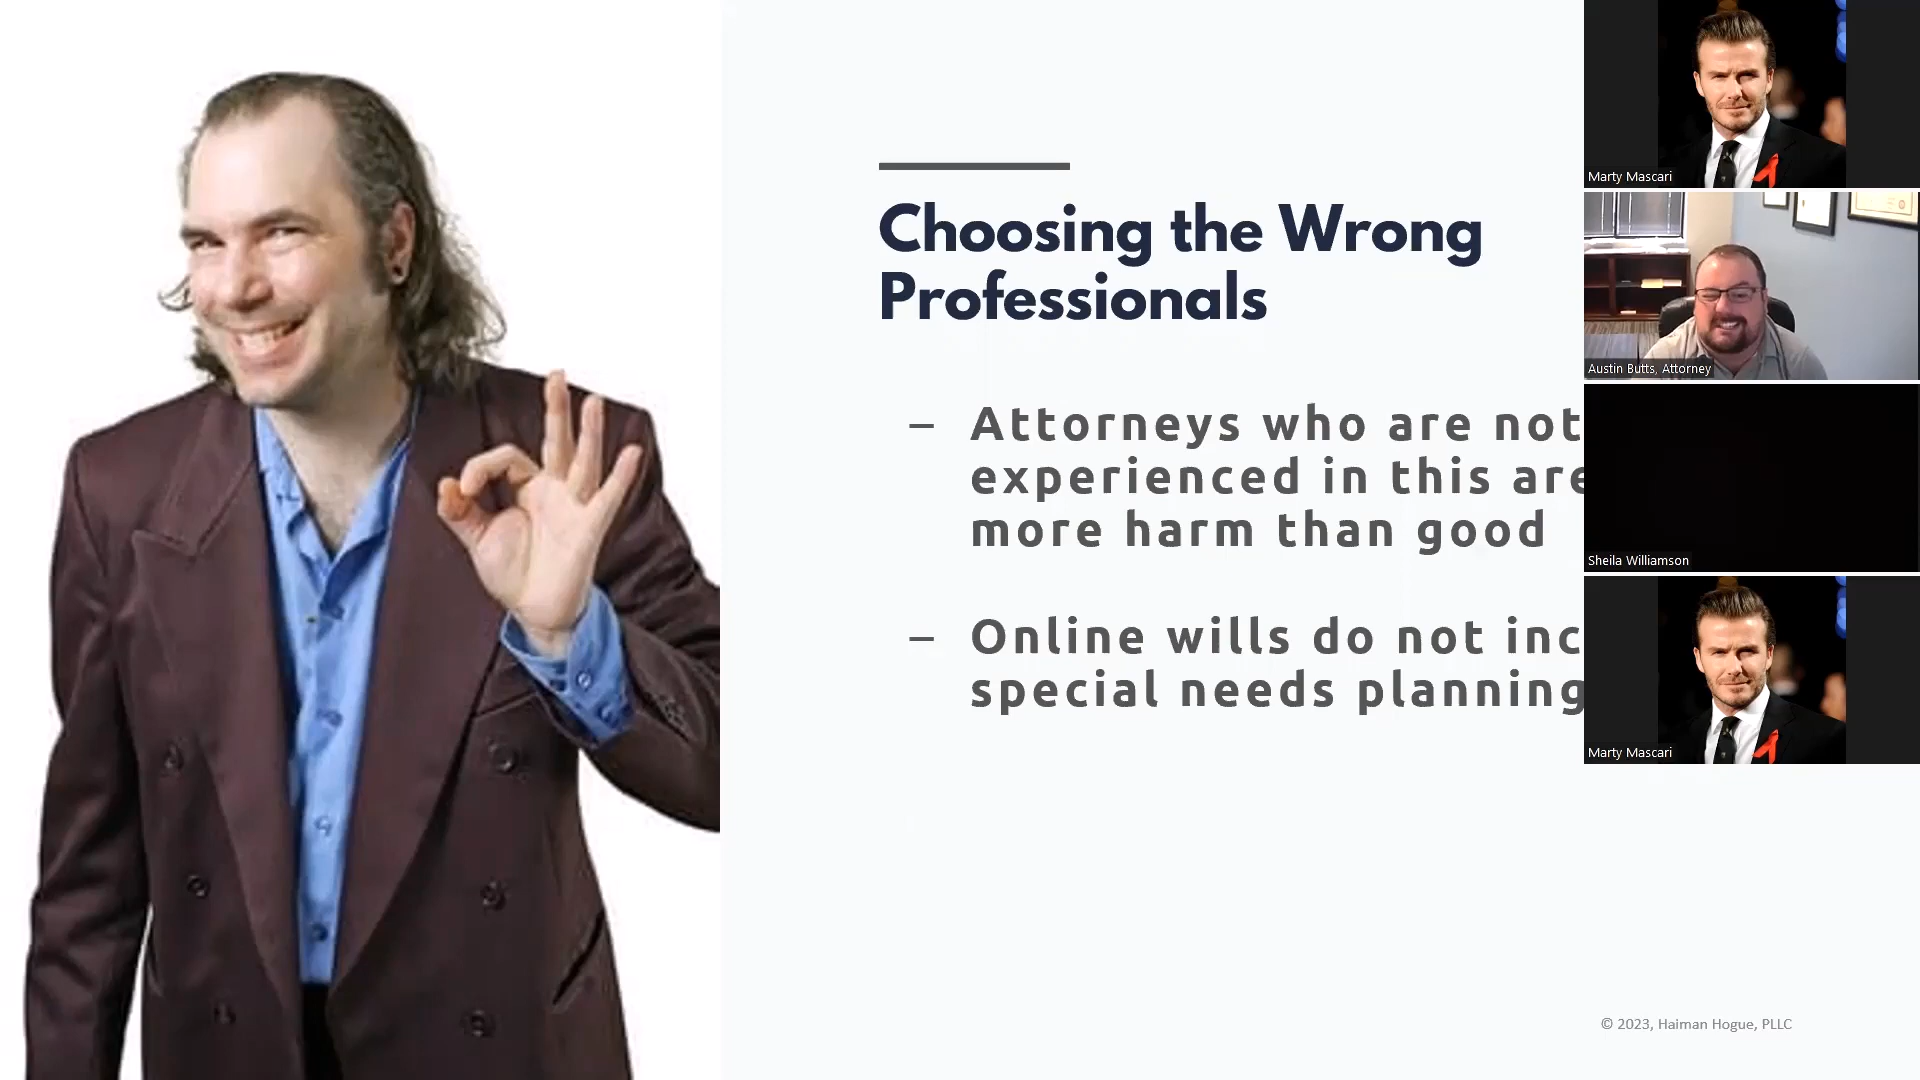 Choosing the Wrong
Professionals
– Attorneys who are not
experienced in this are
more harm than good
– Online wills do not inc
special needs planning
© 2023, Haiman Hogue, PLLC
Marty Mascari
Austin Butts, Attorney
Sheila Williamson
Marty Mascari